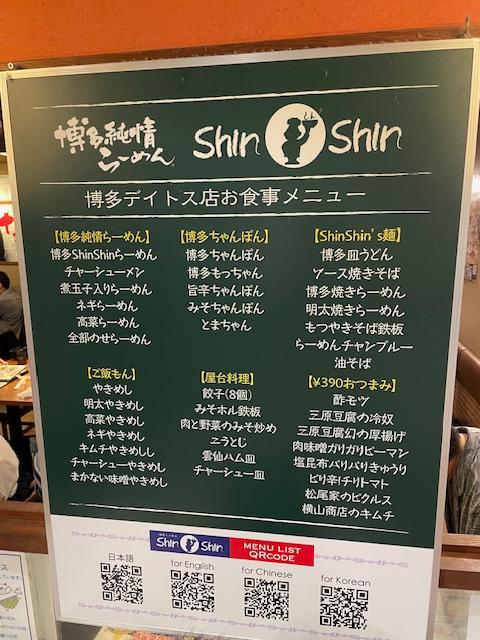 博多純情
らーめん
Shin Shin
博多デイトス店お食事メニュー
【博多純情らーめん】
博多ShinShinらーめん
チャーシューメン
煮玉子入りらーめん
ネギらーめん
高菜らーめん
全部のせらーめん
【博多ちゃんぽん】
博多ちゃんぽん
博多もっちゃん
旨辛ちゃんぽん
みそちゃんぽん
とまちゃん
【ShinShin's麺】
博多皿うどん
ソース焼きそば
博多焼きらーめん
明太焼きらーめん
もつやきそば鉄板
らーめんチャンプルー
油そば
【ご飯もん】
やきめし
明太やきめし
高菜やきめし
ネギやきめし
キムチやきめしし
チャーシューやきめし
まかない味噌やきめし
【屋台料理】
餃子(8個)
みそホル鉄板
肉と野菜のみそ炒め
ニラとじ
雲仙ハム皿
チャーシュー皿
【¥390おつまみ】
酢モツ
三原豆腐の冷奴
三原豆腐幻の厚揚げ
肉味噌ガリガリピーマン
塩昆布パリパリきゅうり
ピリ辛!チリトマト
松尾家のピクルス
横山商店のキムチ
Shin Shin
MENU LIST
QRCODE
日本語
for English
for Chinese
for Korean